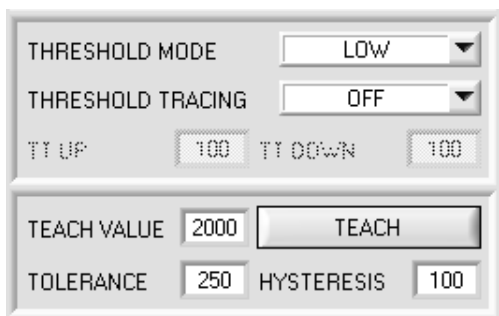 THRESHOLD MODE LOW
THRESHOLD TRACING OFF
TT UP 100 TT DOWN 100
TEACH VALUE 2000 TEACH
TOLERANCE 250 HYSTERESIS 100